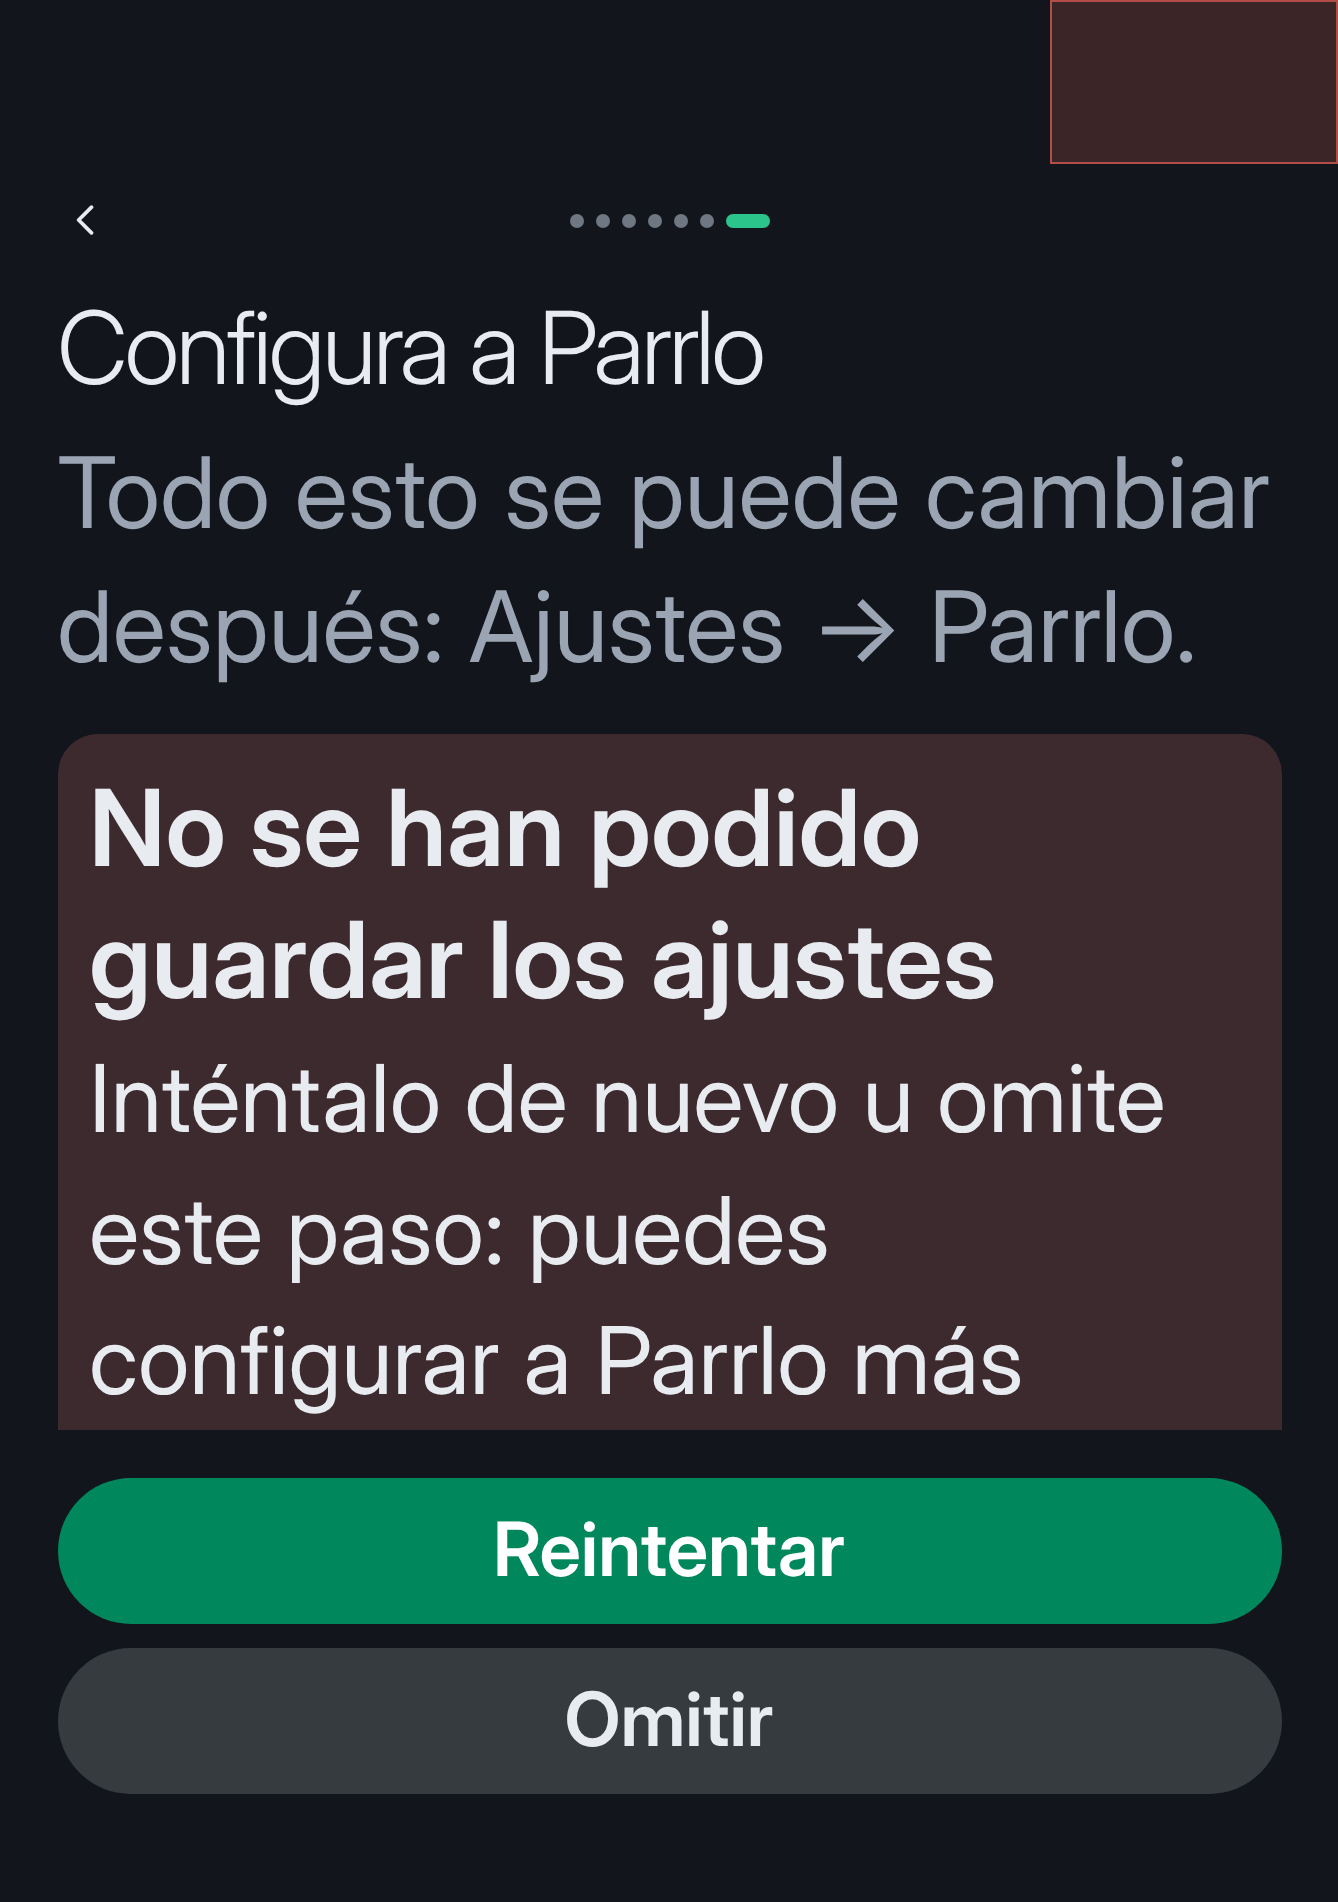 Configura a Parrlo
Todo esto se puede cambiar
después: Ajustes → Parrlo.
No se han podido
guardar los ajustes
Inténtalo de nuevo u omite
este paso: puedes
configurar a Parrlo más
Reintentar
Omitir